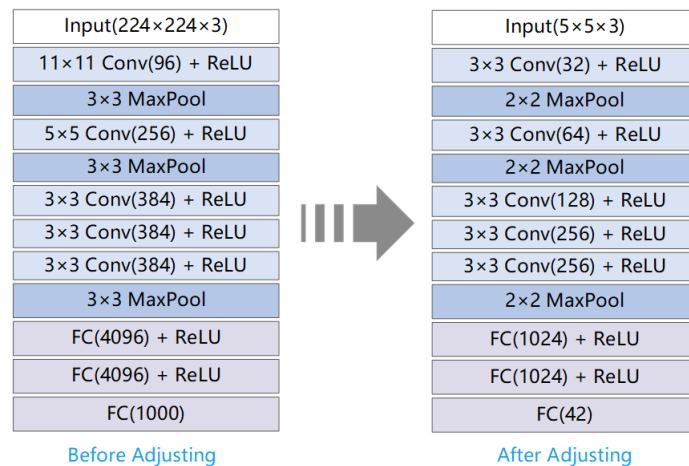 Input(224×224×3)
11×11 Conv(96) + ReLU
3×3 MaxPool
5×5 Conv(256) + ReLU
3×3 MaxPool
3×3 Conv(384) + ReLU
3×3 Conv(384) + ReLU
3×3 Conv(384) + ReLU
3×3 MaxPool
FC(4096) + ReLU
FC(4096) + ReLU
FC(1000)
Before Adjusting
Input(5×5×3)
3×3 Conv(32) + ReLU
2×2 MaxPool
3×3 Conv(64) + ReLU
2×2 MaxPool
3×3 Conv(128) + ReLU
3×3 Conv(256) + ReLU
3×3 Conv(256) + ReLU
2×2 MaxPool
FC(1024) + ReLU
FC(1024) + ReLU
FC(42)
After Adjusting